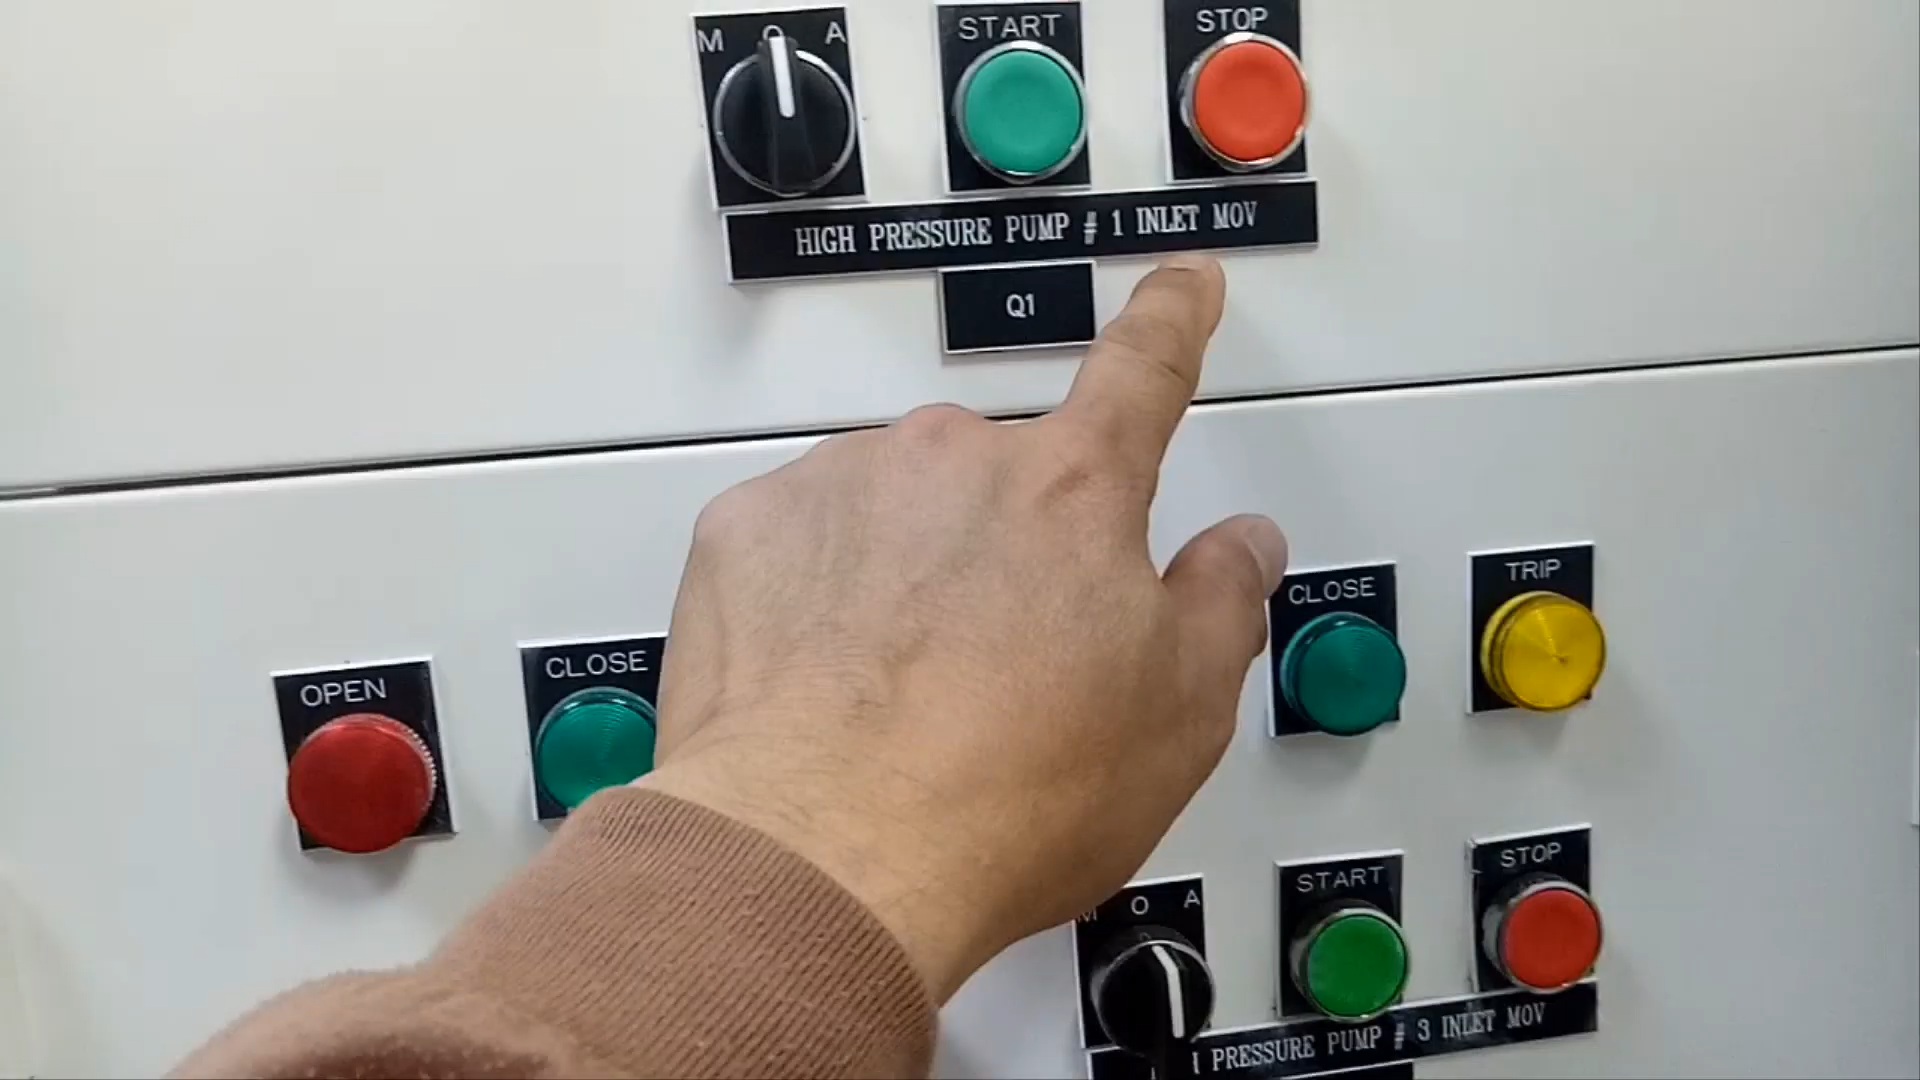 M O A
START
STOP
HIGH PRESSURE PUMP # 1 INLET MOV
Q1
OPEN
CLOSE
CLOSE
TRIP
M O A
START
STOP
PRESSURE PUMP # 3 INLET MOV